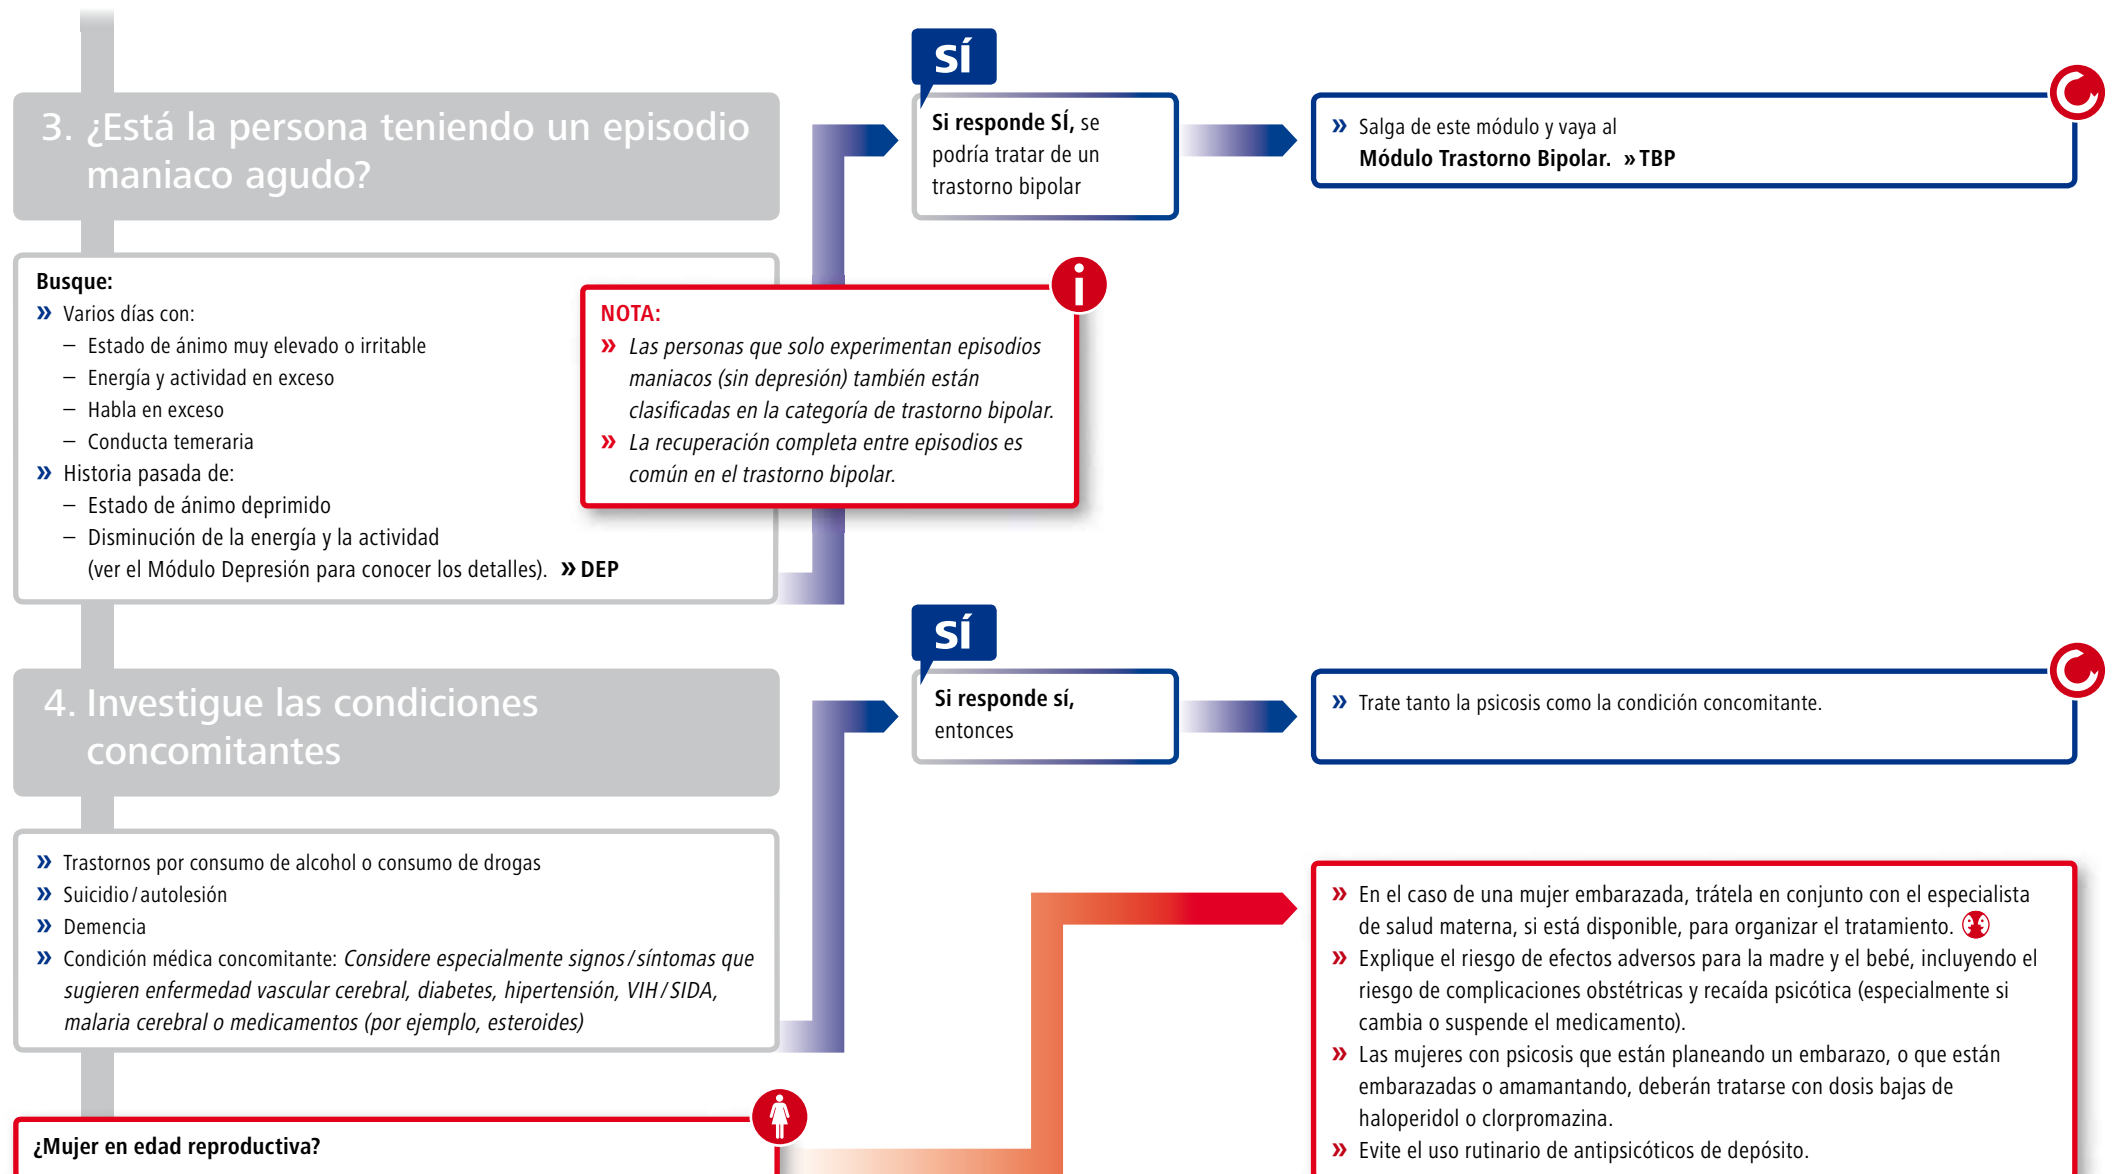 3. ¿Está la persona teniendo un episodio
maniaco agudo?
SÍ
Si responde SÍ, se
podría tratar de un
trastorno bipolar
» Salga de este módulo y vaya al
Módulo Trastorno Bipolar. » TBP
Busque:
» Varios días con:
– Estado de ánimo muy elevado o irritable
– Energía y actividad en exceso
– Habla en exceso
– Conducta temeraria
» Historia pasada de:
– Estado de ánimo deprimido
– Disminución de la energía y la actividad
(ver el Módulo Depresión para conocer los detalles). » DEP
i
NOTA:
» Las personas que solo experimentan episodios
maniacos (sin depresión) también están
clasificadas en la categoría de trastorno bipolar.
» La recuperación completa entre episodios es
común en el trastorno bipolar.
4. Investigue las condiciones
concomitantes
SÍ
Si responde sí,
entonces
» Trate tanto la psicosis como la condición concomitante.
» Trastornos por consumo de alcohol o consumo de drogas
» Suicidio/autolesión
» Demencia
» Condición médica concomitante: Considere especialmente signos/síntomas que
sugieren enfermedad vascular cerebral, diabetes, hipertensión, VIH/SIDA,
malaria cerebral o medicamentos (por ejemplo, esteroides)
¿Mujer en edad reproductiva?
» En el caso de una mujer embarazada, trátela en conjunto con el especialista
de salud materna, si está disponible, para organizar el tratamiento.
» Explique el riesgo de efectos adversos para la madre y el bebé, incluyendo el
riesgo de complicaciones obstétricas y recaída psicótica (especialmente si
cambia o suspende el medicamento).
» Las mujeres con psicosis que están planeando un embarazo, o que están
embarazadas o amamantando, deberán tratarse con dosis bajas de
haloperidol o clorpromazina.
» Evite el uso rutinario de antipsicóticos de depósito.